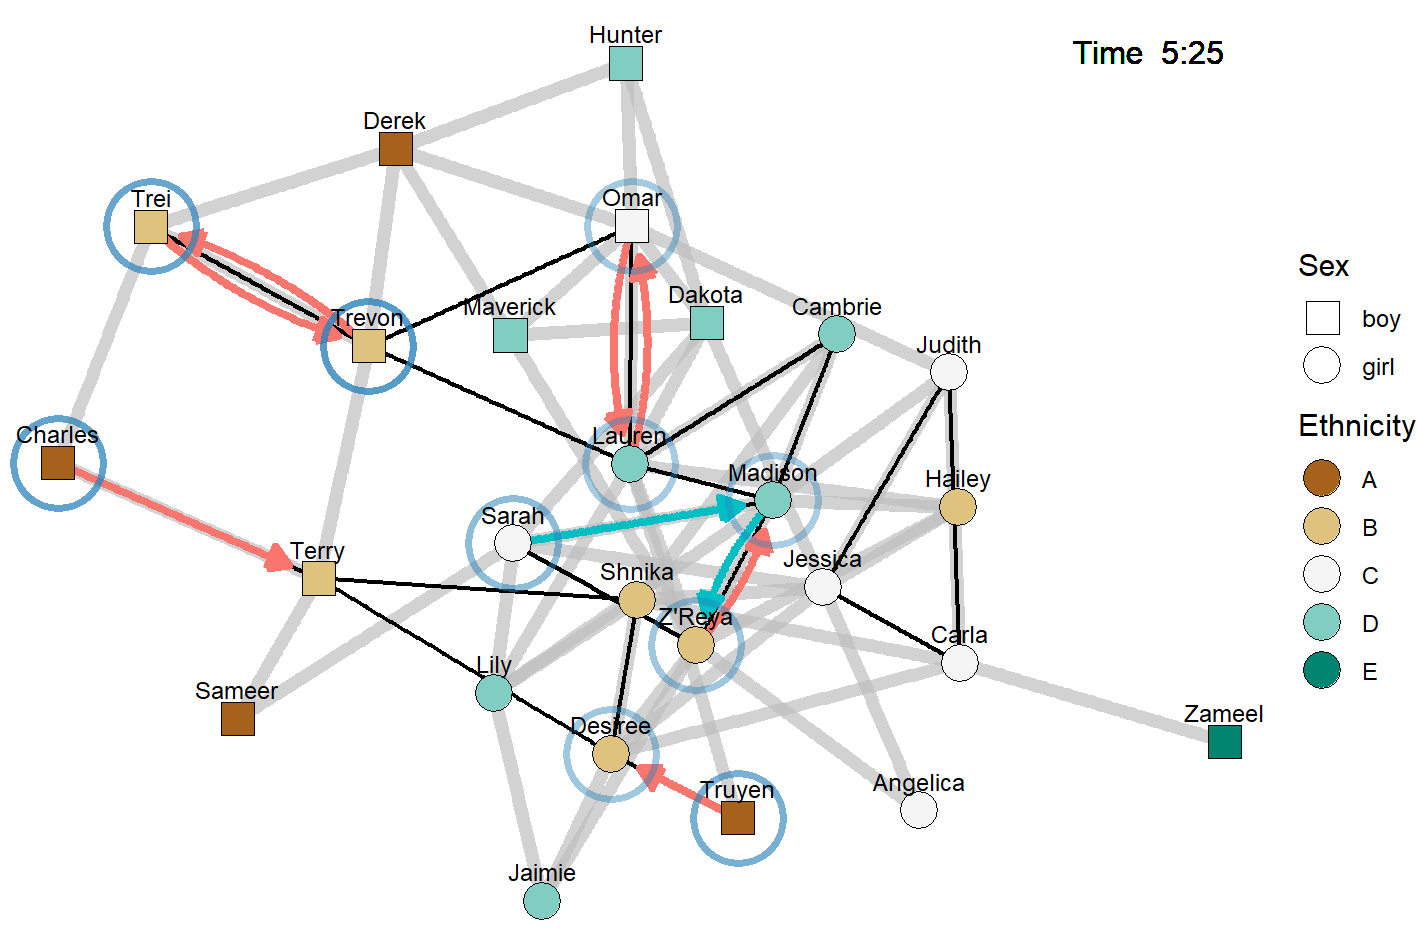 Hunter
Time 5:25
Derek
Trei
Omar
Dakota
Maverick
Cambrie
Trevon
Judith
Charles
Lauren
Madison
Hailey
Sarah
Terry
Jessica
Shnika
Z'Reya
Carla
Lily
Sameer
Desiree
Zameel
Truyen
Angelica
Jaimie
Sex
boy
girl
Ethnicity
A
B
C
D
E